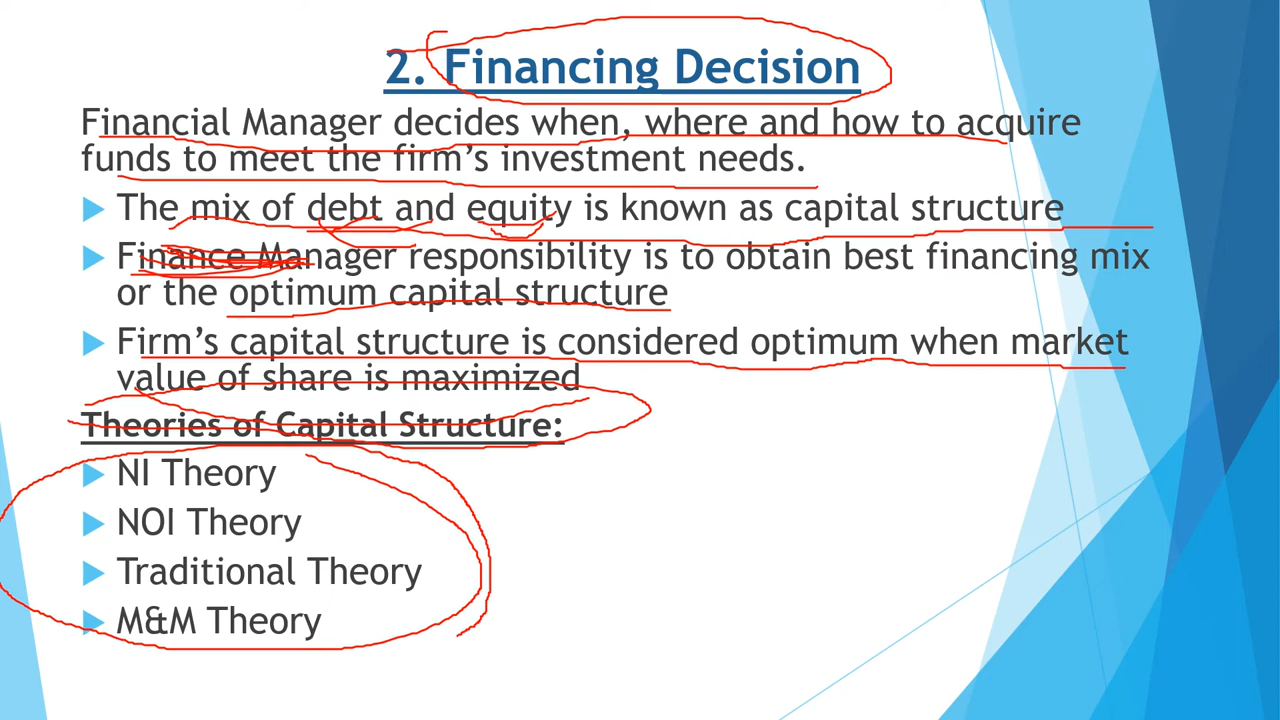 2. Financing Decision
Financial Manager decides when, where and how to acquire
funds to meet the firm’s investment needs.
The mix of debt and equity is known as capital structure
Finance Manager responsibility is to obtain best financing mix
or the optimum capital structure
Firm’s capital structure is considered optimum when market
value of share is maximized
Theories of Capital Structure:
NI Theory
NOI Theory
Traditional Theory
M&M Theory